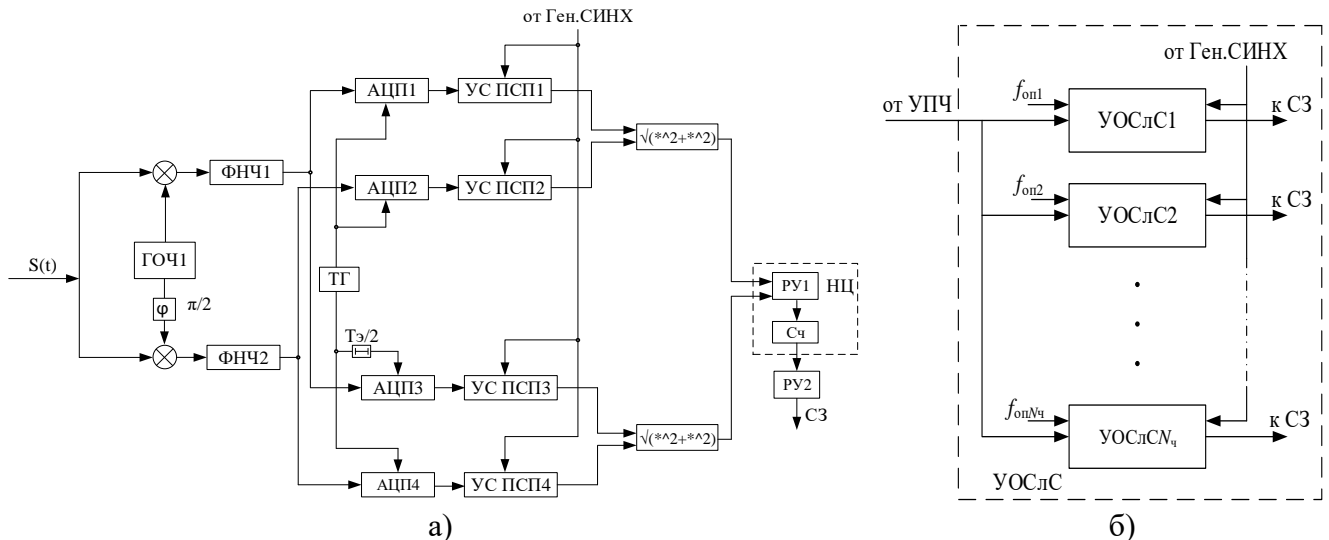 от Ген.СИНХ
АЦП1
УС ПСП1
√(*^2+*^2)
ФНЧ1
АЦП2
УС ПСП2
S(t)
ГОЧ1
ТГ
φ
π/2
РУ1
НЦ
Сч
Tэ/2
ФНЧ2
АЦП3
УС ПСП3
РУ2
СЗ
√(*^2+*^2)
АЦП4
УС ПСП4
а)
от Ген.СИНХ
от УПЧ
fоп1
УОСлС1
к СЗ
fоп2
УОСлС2
к СЗ
fопNч
УОСлСNч
к СЗ
УОСлС
б)